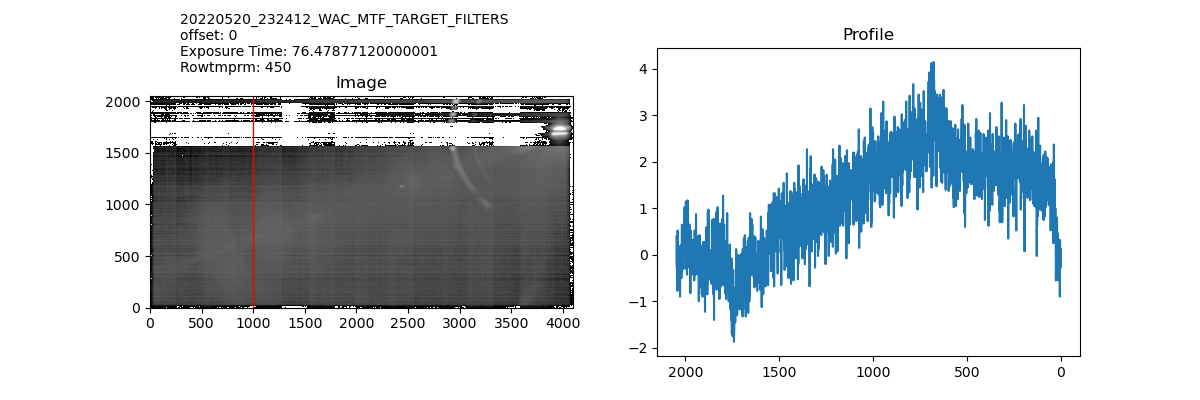 20220520_232412_WAC_MTF_TARGET_FILTERS
offset: 0
Exposure Time: 76.47877120000001
Rowtmprm: 450
Image
2000
1500
1000
500
0
0 500 1000 1500 2000 2500 3000 3500 4000
Profile
4
3
2
1
0
−1
−2
2000 1500 1000 500 0